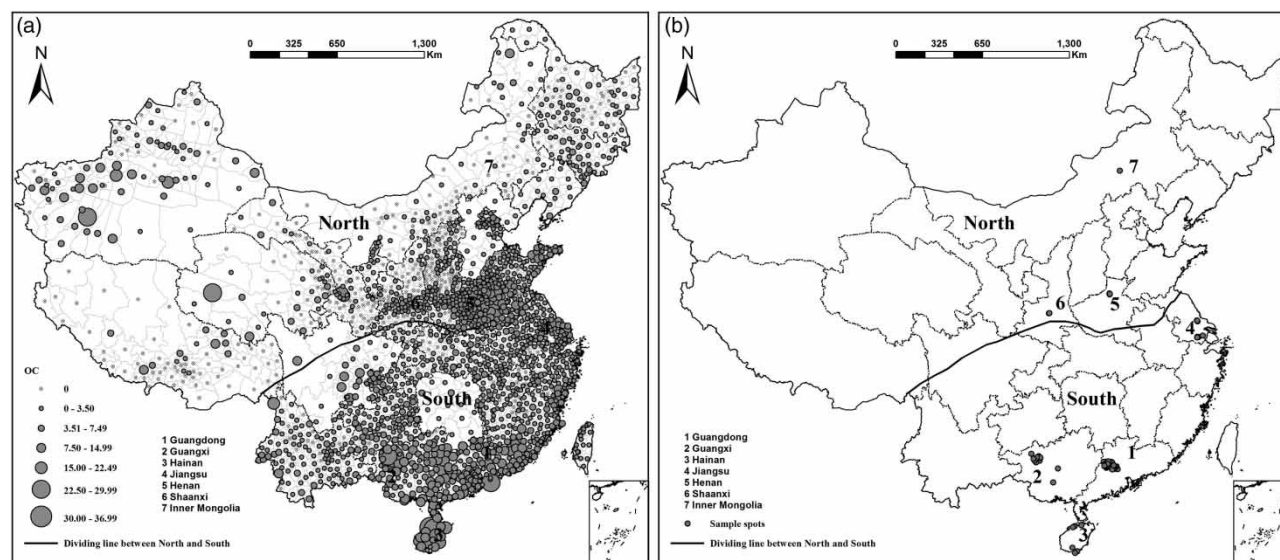 (a)
N
0 325 650 1,300
Km
7
North
6
5
4
South
1
2
3
OC
0
0 - 3.50
3.51 - 7.49
7.50 - 14.99
15.00 - 22.49
22.50 - 29.99
30.00 - 36.99
1 Guangdong
2 Guangxi
3 Hainan
4 Jiangsu
5 Henan
6 Shaanxi
7 Inner Mongolia
Dividing line between North and South
(b)
N
0 325 650 1,300
Km
7
North
6
5
4
South
1
2
3
1 Guangdong
2 Guangxi
3 Hainan
4 Jiangsu
5 Henan
6 Shaanxi
7 Inner Mongolia
Sample spots
Dividing line between North and South